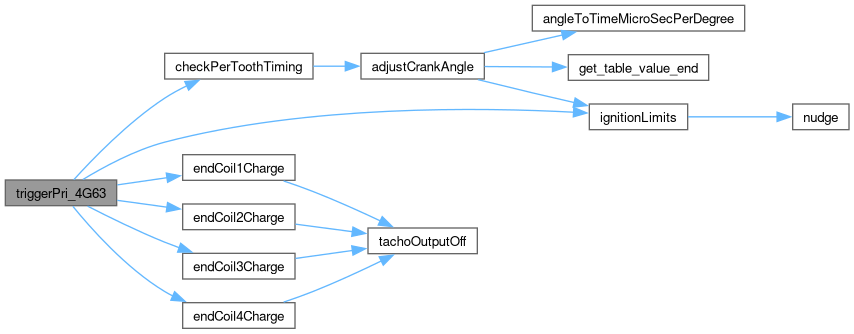 angleToTimeMicroSecPerDegree
checkPerToothTiming
adjustCrankAngle
get_table_value_end
ignitionLimits
nudge
endCoil1Charge
triggerPri_4G63
endCoil2Charge
tachoOutputOff
endCoil3Charge
endCoil4Charge